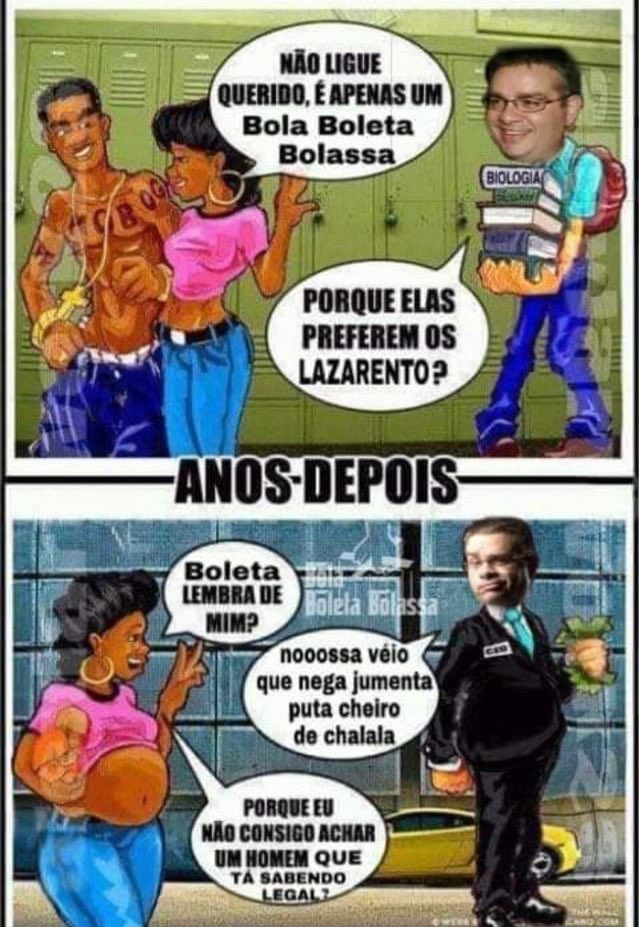 NÃO LIGUE
QUERIDO, É APENAS UM
Bola Boleta
Bolassa
BIOLOGIA
PORQUE ELAS
PREFEREM OS
LAZARENTO?
ANOS DEPOIS
Boleta
LEMBRA DE
MIM?
Bola
Boleta Bolassa
nooossa véio
que nega jumenta
puta cheiro
de chalala
CEO
PORQUE EU
NÃO CONSIGO ACHAR
UM HOMEM QUE
TÁ SABENDO
LEGAL?